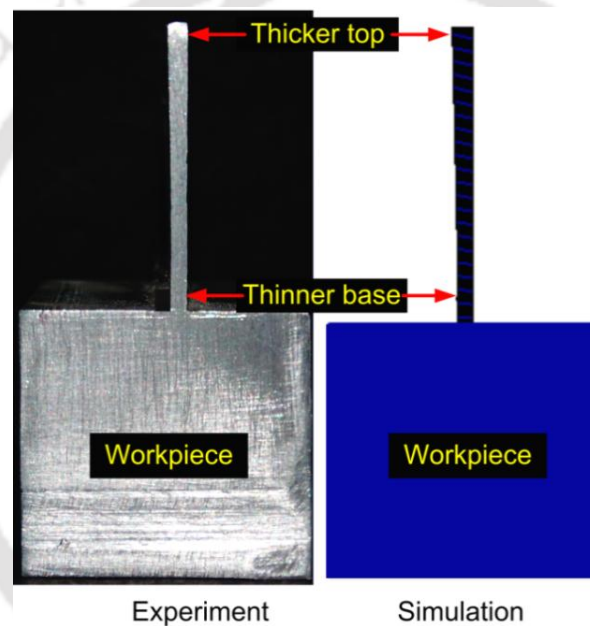 Thicker top
Thinner base
Workpiece
Workpiece
Experiment
Simulation